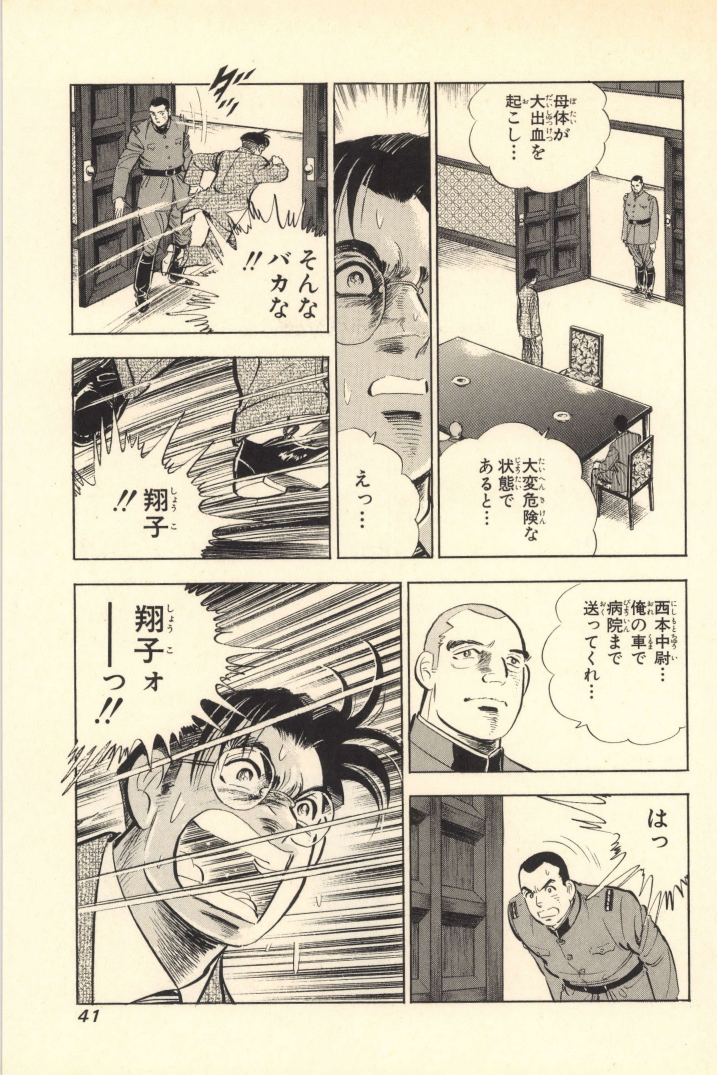 母体が
大出血を
起こし…
大変危険な
状態で
あると…
えっ…
ダッ
そんな
バカな
!!
翔子
!!
西本中尉…
俺の車で
病院まで
送ってくれ…
はっ
翔子ォ
――っ!!
41